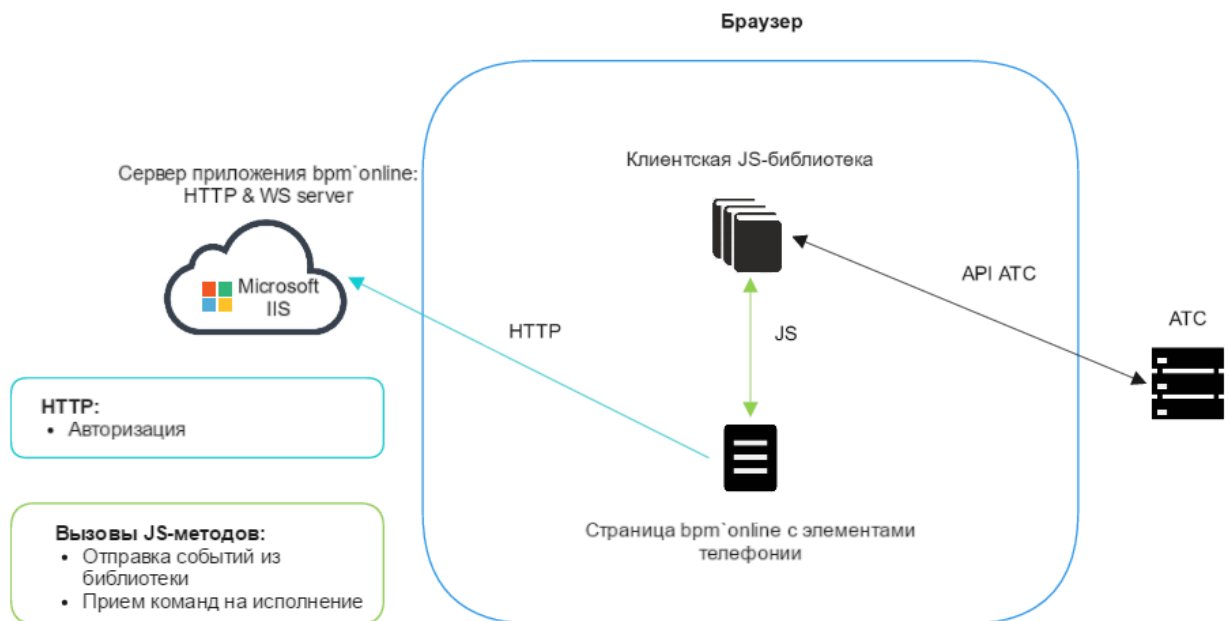 Браузер
Клиентская JS-библиотека
Сервер приложения bpm`online:
HTTP & WS server
Microsoft
IIS
API АТС
АТС
HTTP
JS
HTTP:
• Авторизация
Страница bpm`online с элементами
телефонии
Вызовы JS-методов:
• Отправка событий из
библиотеки
• Прием команд на исполнение